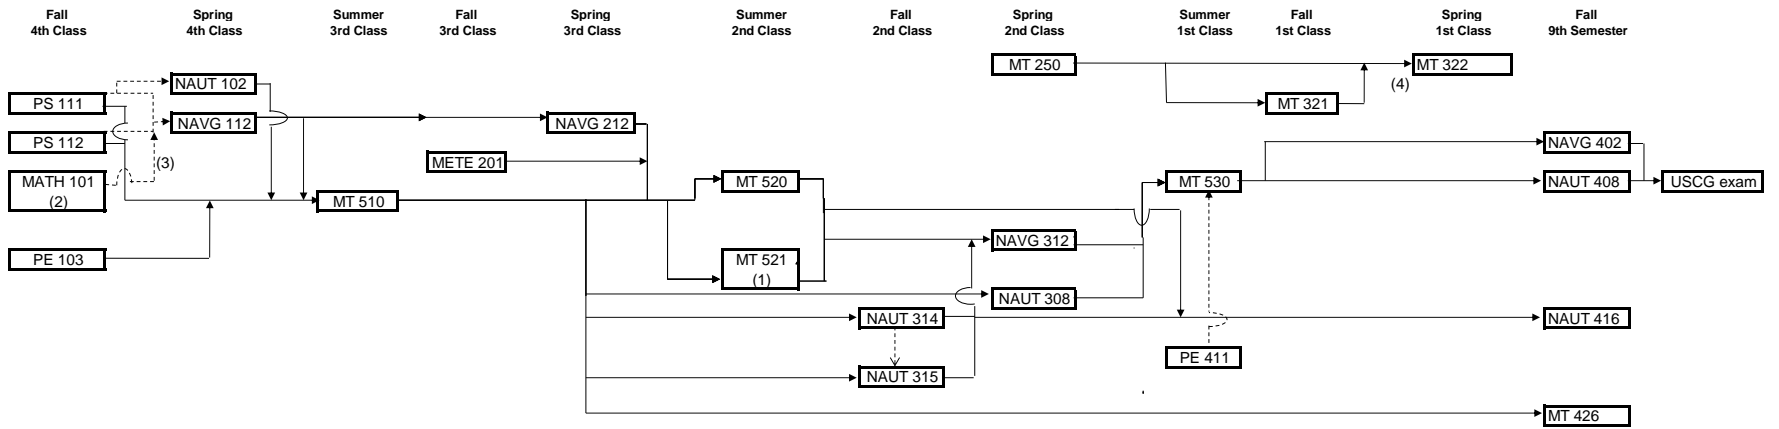 Fall
4th Class
Spring
4th Class
Summer
3rd Class
Fall
3rd Class
Spring
3rd Class
Summer
2nd Class
Fall
2nd Class
Spring
2nd Class
Summer
1st Class
Fall
1st Class
Spring
1st Class
Fall
9th Semester
MT 250
MT 322
NAUT 102
(4)
PS 111
MT 321
NAVG 112
NAVG 212
PS 112
NAVG 402
(3)
METE 201
MATH 101
(2)
MT 520
MT 530
NAUT 408
USCG exam
MT 510
NAVG 312
PE 103
MT 521
(1)
NAUT 308
NAUT 314
NAUT 416
PE 411
NAUT 315
MT 426